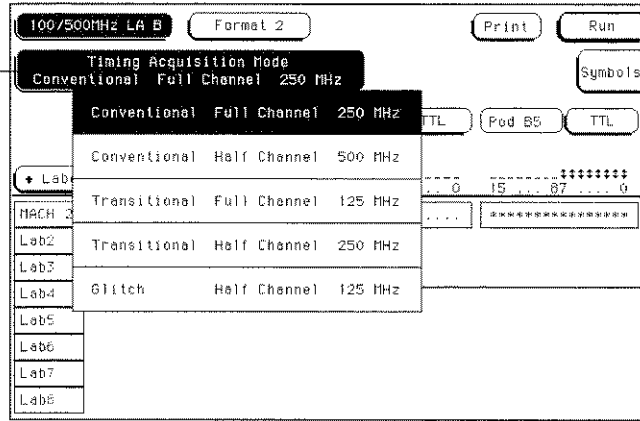 100/500MHz LA B Format 2 Print Run
Timing Acquisition Mode
Conventional Full Channel 250 MHz
Symbols
Conventional Full Channel 250 MHz
TTL Pod B5 TTL
Conventional Half Channel 500 MHz
+ Lab
.. 0 15 ... 87 .... 0
Transitional Full Channel 125 MHz
MACH 2 .... ****************
Lab2
Transitional Half Channel 250 MHz
Lab3
Glitch Half Channel 125 MHz
Lab4
Lab5
Lab6
Lab7
Lab8